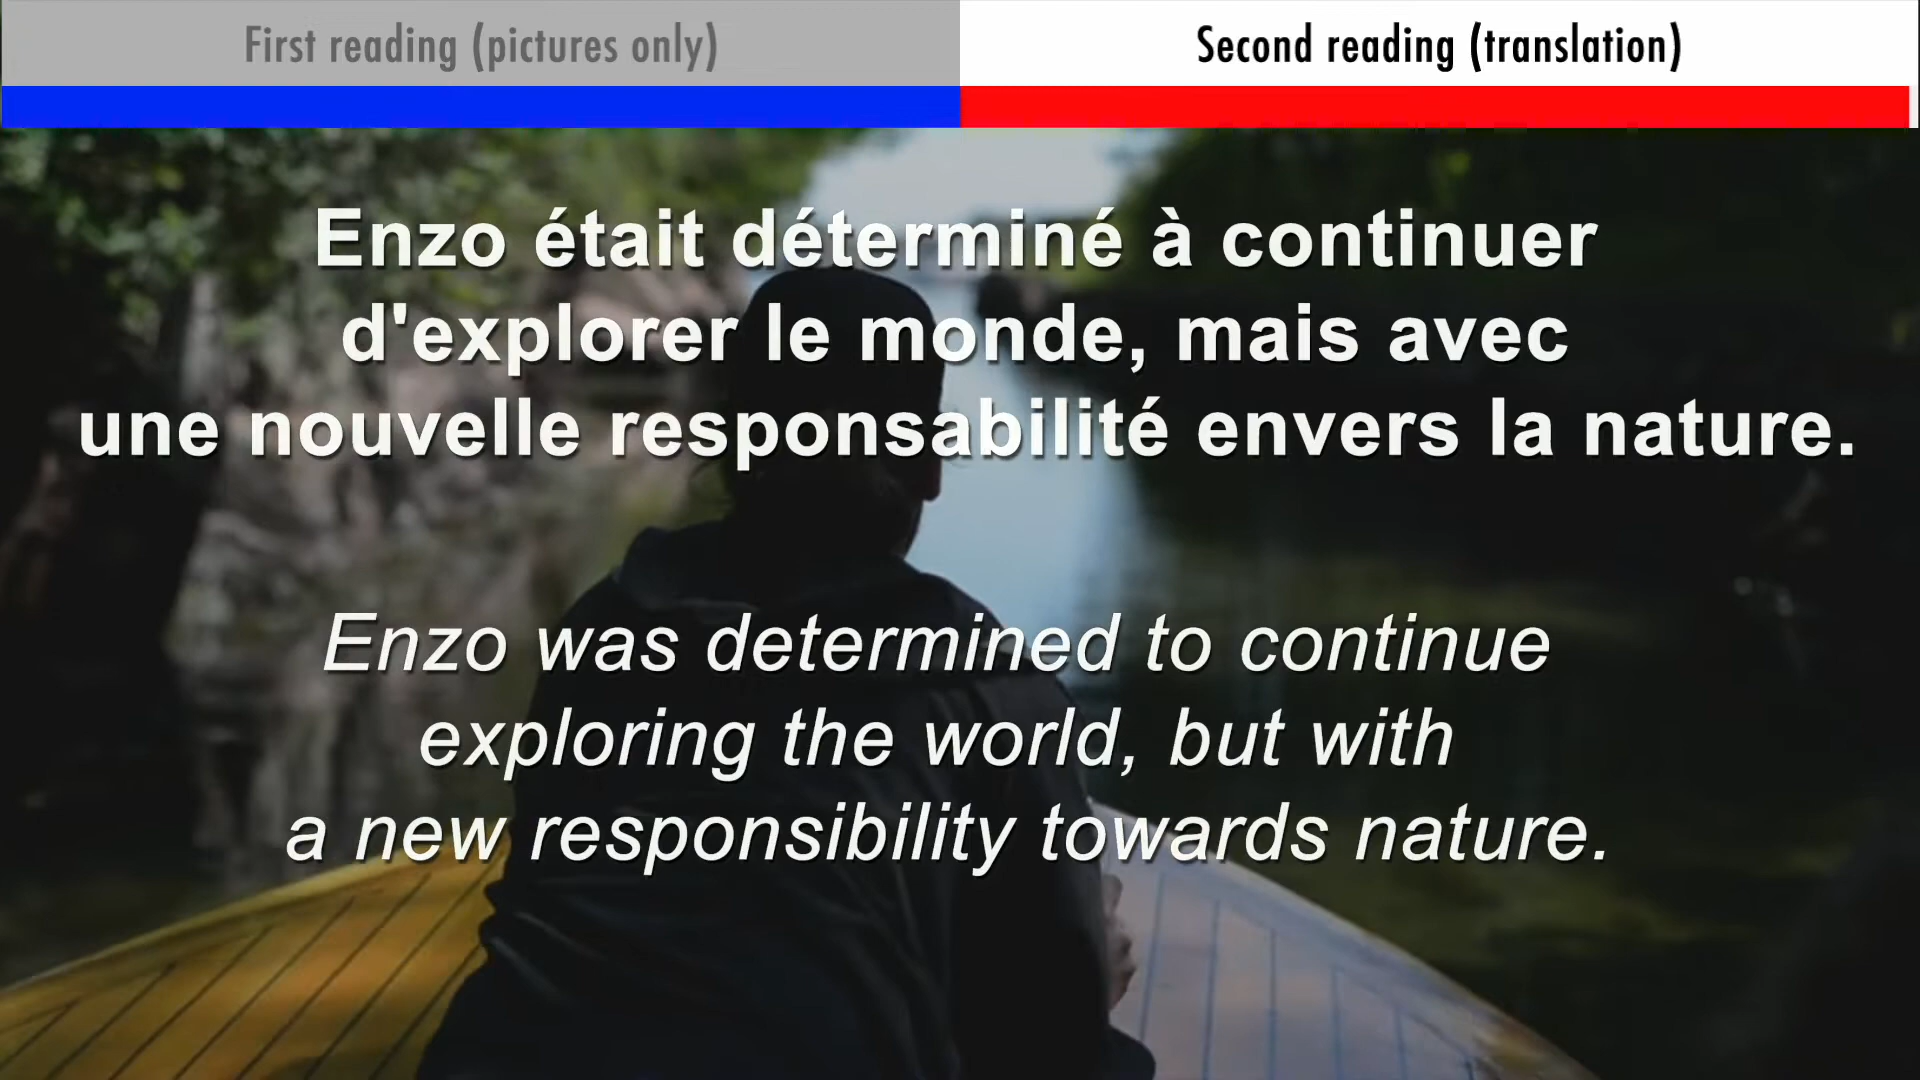 First reading (pictures only)
Second reading (translation)
Enzo était déterminé à continuer
d'explorer le monde, mais avec
une nouvelle responsabilité envers la nature.
Enzo was determined to continue
exploring the world, but with
a new responsibility towards nature.